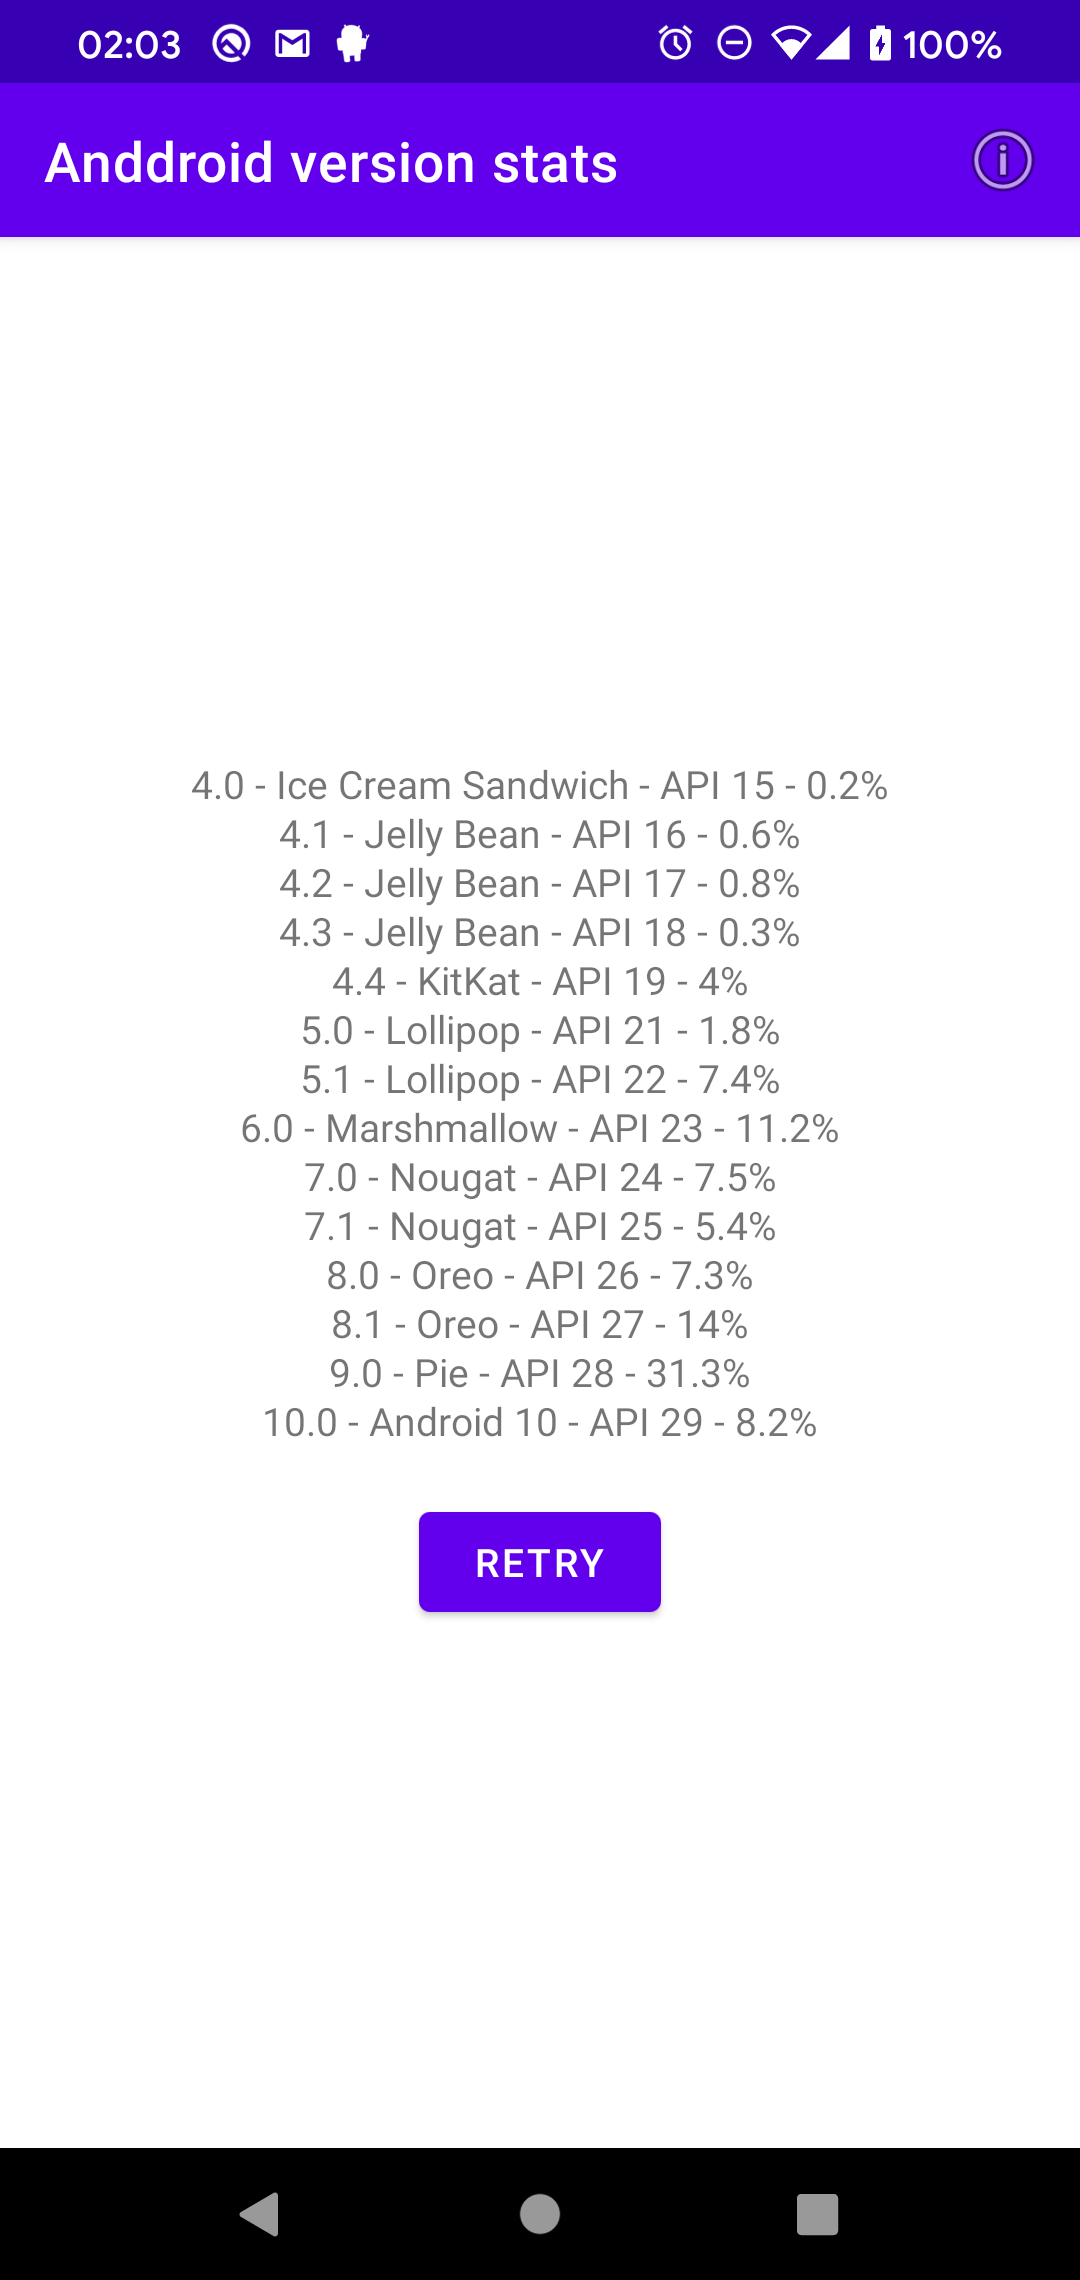 02:03 100%
Anddroid version stats
4.0 - Ice Cream Sandwich - API 15 - 0.2%
4.1 - Jelly Bean - API 16 - 0.6%
4.2 - Jelly Bean - API 17 - 0.8%
4.3 - Jelly Bean - API 18 - 0.3%
4.4 - KitKat - API 19 - 4%
5.0 - Lollipop - API 21 - 1.8%
5.1 - Lollipop - API 22 - 7.4%
6.0 - Marshmallow - API 23 - 11.2%
7.0 - Nougat - API 24 - 7.5%
7.1 - Nougat - API 25 - 5.4%
8.0 - Oreo - API 26 - 7.3%
8.1 - Oreo - API 27 - 14%
9.0 - Pie - API 28 - 31.3%
10.0 - Android 10 - API 29 - 8.2%
RETRY